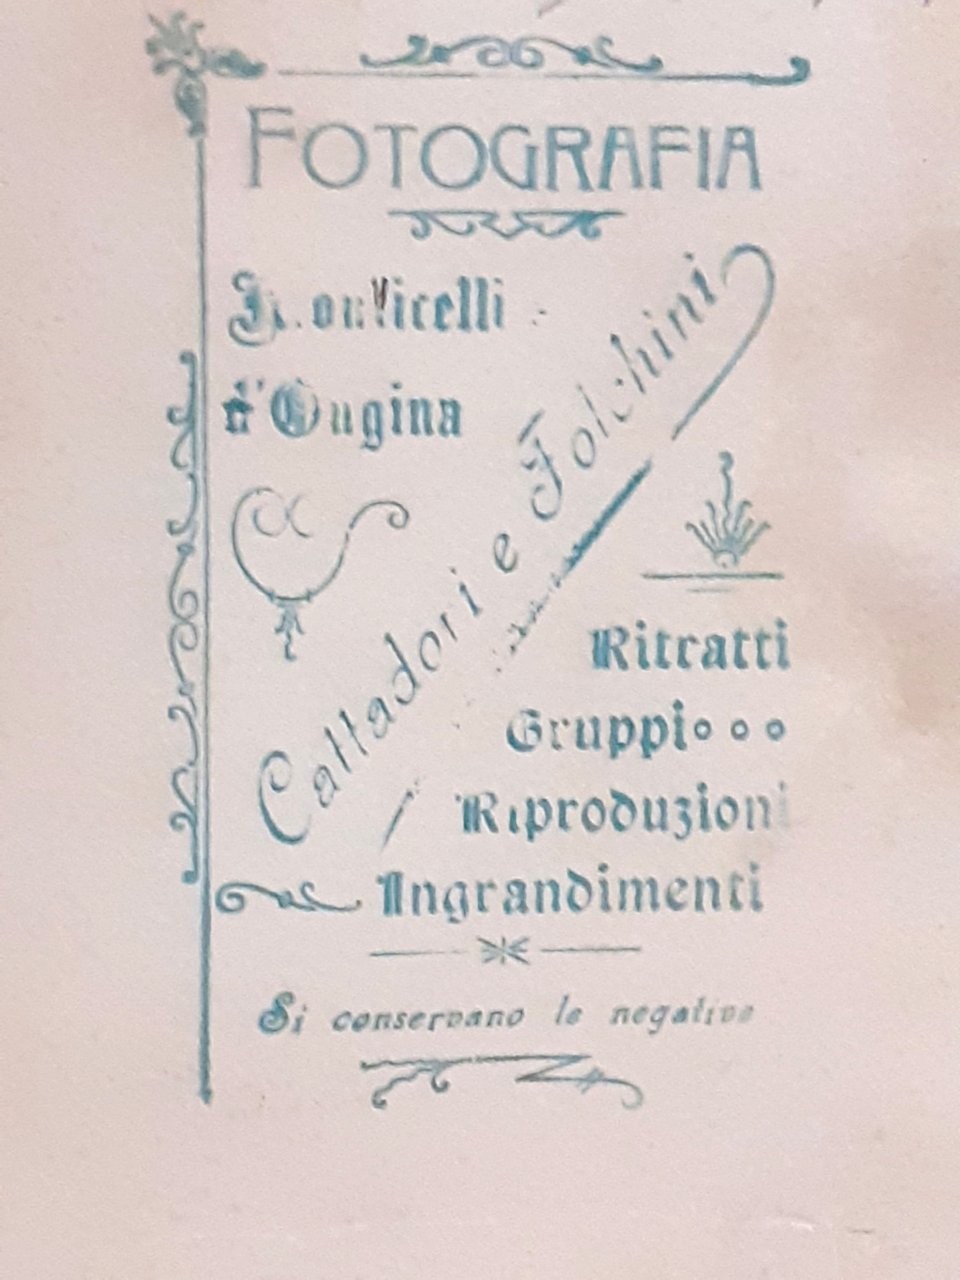 FOTOGRAFIA
Monticelli
d'Ongina
Cattadori e Folchini
Ritratti
Gruppi
Riproduzioni
Ingrandimenti
Si conservano le negative